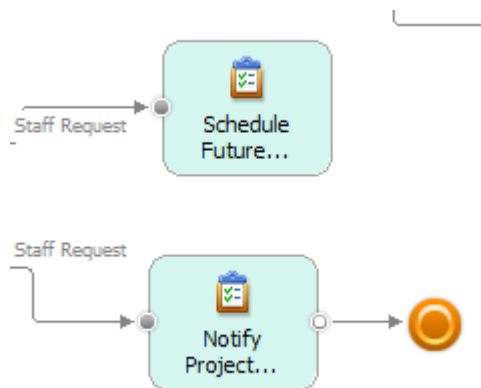 Staff Request
Schedule
Future...
Staff Request
Notify
Project...